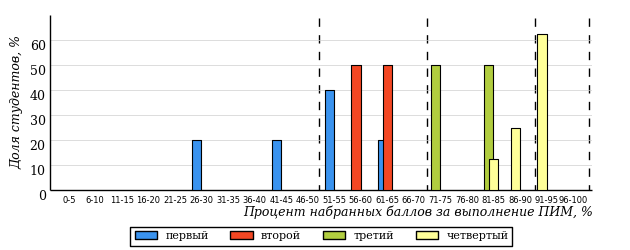 Доля студентов, %
60
50
40
30
20
10
0
0-5 6-10 11-15 16-20 21-25 26-30 31-35 36-40 41-45 46-50 51-55 56-60 61-65 66-70 71-75 76-80 81-85 86-90 91-95 96-100
Процент набранных баллов за выполнение ПИМ, %
первый второй третий четвертый